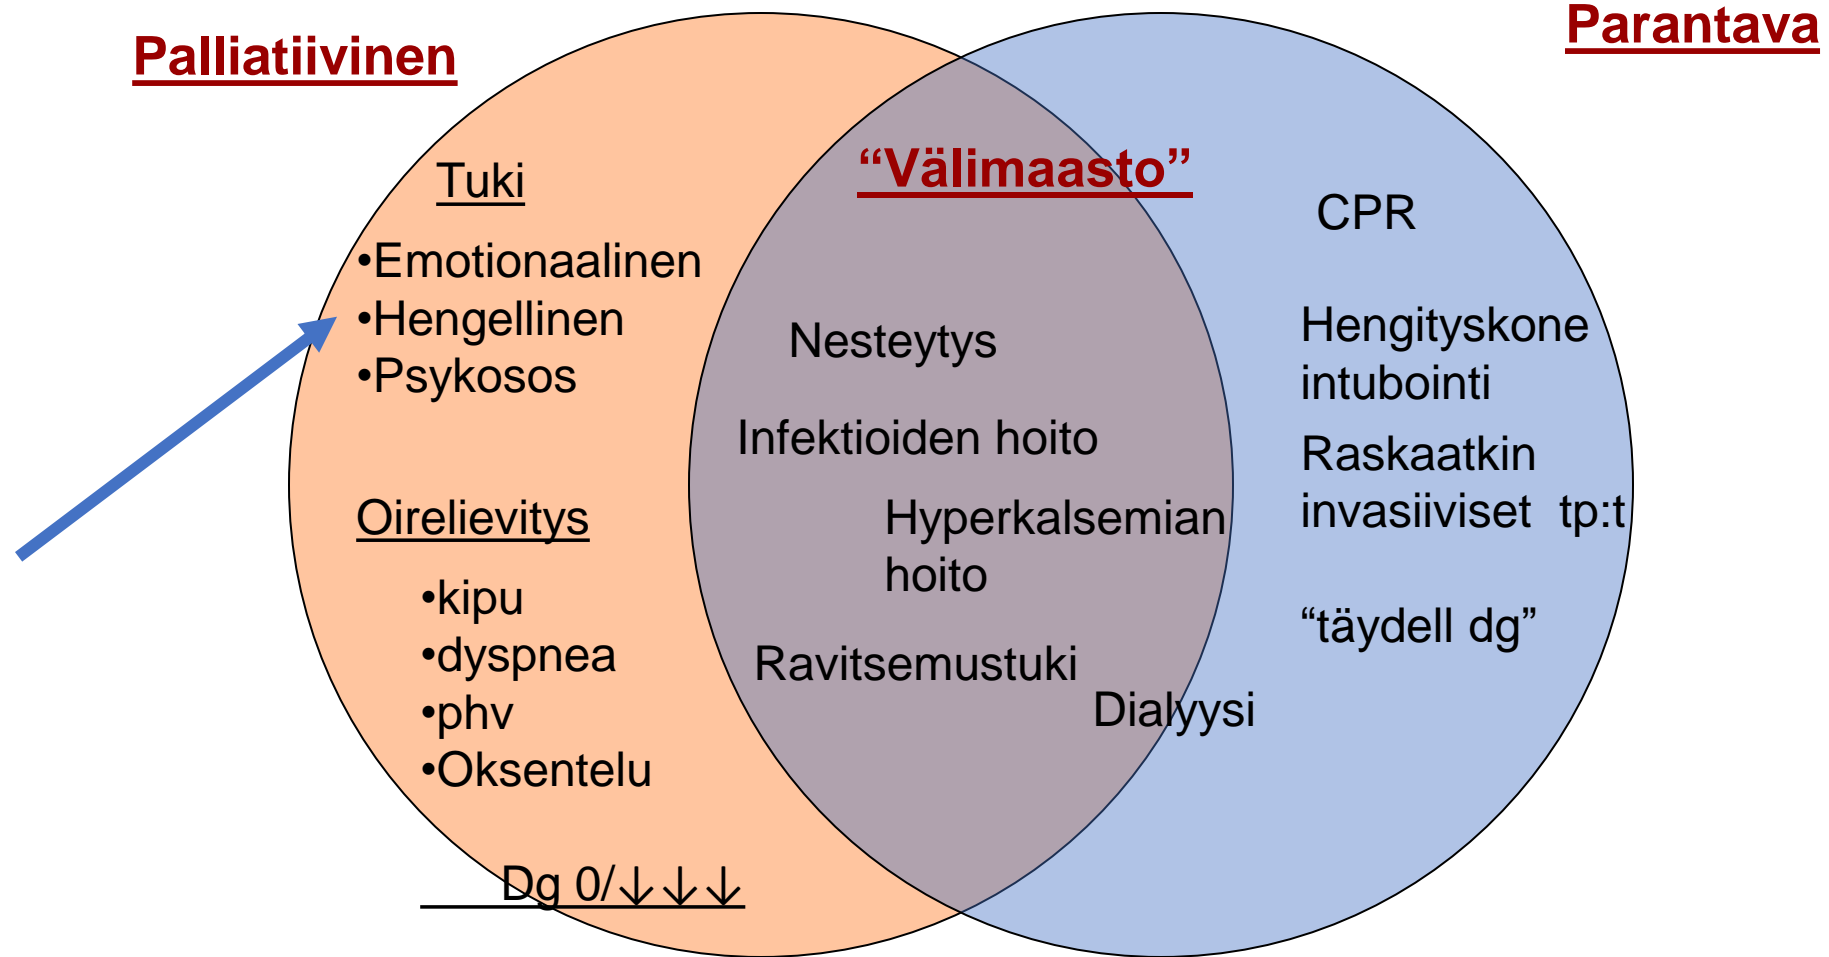 Palliatiivinen
Parantava
“Välimaasto”
Tuki
•Emotionaalinen
•Hengellinen
•Psykosos
Oirelievitys
•kipu
•dyspnea
•phv
•Oksentelu
Dg 0/↓↓↓
Nesteytys
Infektioiden hoito
Hyperkalsemian
hoito
Ravitsemustuki
Dialyysi
CPR
Hengityskone
intubointi
Raskaatkin
invasiiviset tp:t
“täydell dg”